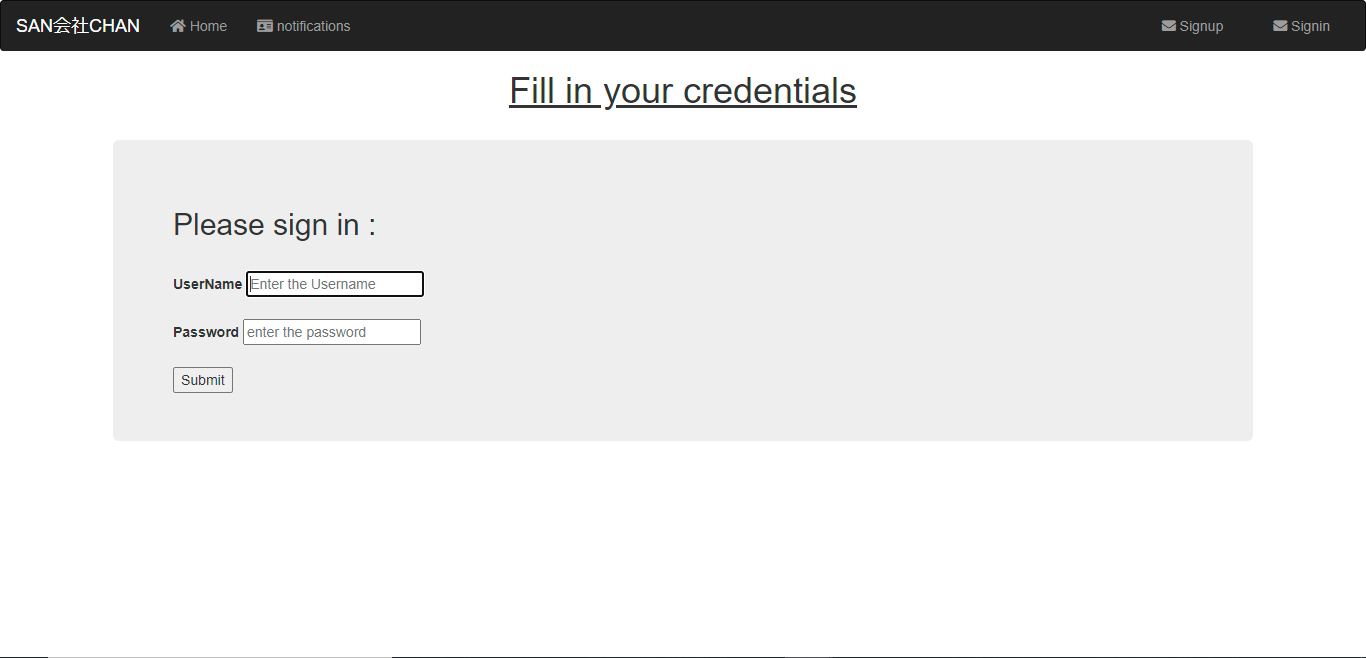 SAN会社CHAN Home notifications Signup Signin
Fill in your credentials
Please sign in :
UserName Enter the Username
Password enter the password
Submit